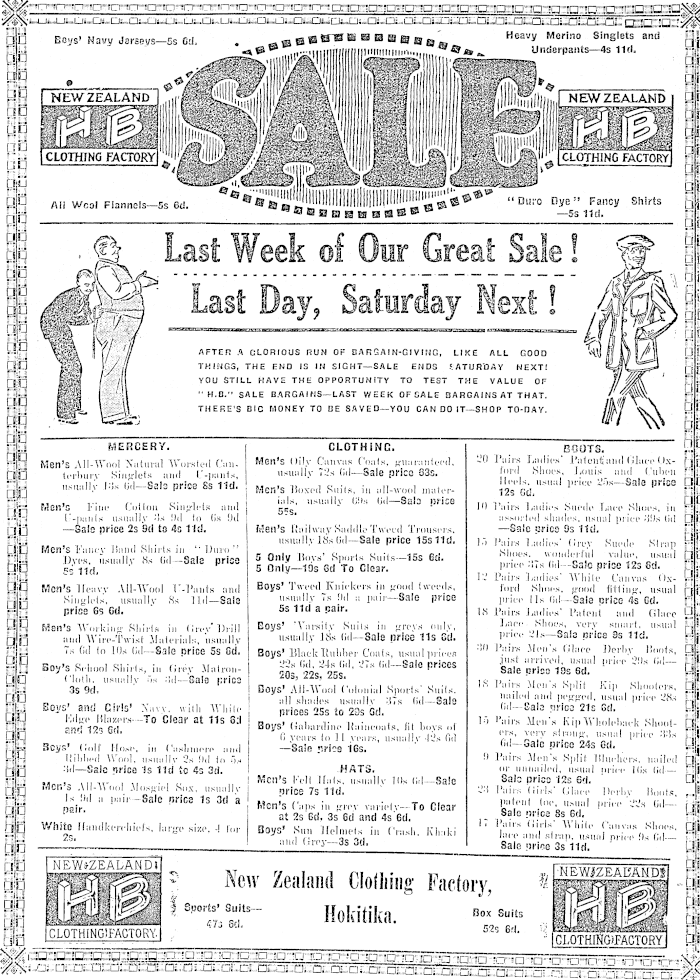 Boys' Navy Jerseys—5s 6d.
Heavy Merino Singlets and
Underpants—4s 11d.
SALE
NEW ZEALAND
HB
CLOTHING FACTORY
NEW ZEALAND
HB
CLOTHING FACTORY
All Wool Flannels—5s 6d.
"Duro Dye" Fancy Shirts
—5s 11d.
Last Week of Our Great Sale!
Last Day, Saturday Next!
AFTER A GLORIOUS RUN OF BARGAIN-GIVING, LIKE ALL GOOD
THINGS, THE END IS IN SIGHT—SALE ENDS SATURDAY NEXT!
YOU STILL HAVE THE OPPORTUNITY TO TEST THE VALUE OF
"H.B." SALE BARGAINS—LAST WEEK OF SALE BARGAINS AT THAT.
THERE'S BIG MONEY TO BE SAVED—YOU CAN DO IT—SHOP TO-DAY.
MERCERY.
Men's All-Wool Natural Worsted Can-
terbury Singlets and U-pants,
usually 13s 6d—Sale price 8s 11d.
Men's Fine Cotton Singlets and
U-pants usually 3s 9d to 6s 9d
—Sale price 2s 9d to 4s 11d.
Men's Fancy Band Shirts in "Duro"
Dyes, usually 8s 6d—Sale price
5s 11d.
Men's Heavy All-Wool U-Pants and
Singlets, usually 8s 11d—Sale
price 6s 6d.
Men's Working Shirts in Grey Drill
and Wire-Twist Materials, usually
7s 6d to 10s 6d—Sale price 5s 6d.
Boy's School Shirts, in Grey Matron-
Cloth, usually 5s 3d—Sale price
3s 9d.
Boys' and Girls' Navy, with White
Edge Blazers—To Clear at 11s 6d
and 12s 6d.
Boys' Golf Hose, in Cashmere and
Ribbed Wool, usually 2s 9d to 5s
3d—Sale price 1s 11d to 4s 3d.
Men's All-Wool Mosgiel Sox, usually
1s 9d a pair—Sale price 1s 3d a
pair.
White Handkerchiefs, large size, 4 for
2s.
CLOTHING.
Men's Oily Canvas Coats, guaranteed,
usually 72s 6d—Sale price 63s.
Men's Boxed Suits, in all-wool mater-
ials, usually 69s 6d—Sale price
55s.
Men's Railway Saddle Tweed Trousers,
usually 18s 6d—Sale price 15s 11d.
5 Only Boys' Sports Suits—15s 6d.
5 Only—19s 6d To Clear.
Boys' Tweed Knickers in good tweeds,
usually 7s 9d a pair—Sale price
5s 11d a pair.
Boys' 'Varsity Suits in greys only,
usually 18s 6d—Sale price 11s 6d.
Boys' Black Rubber Coats, usual prices
22s 6d, 24s 6d, 27s 6d—Sale prices
20s, 22s, 25s.
Boys' All-Wool Colonial Sports' Suits,
all shades usually 37s 6d—Sale
prices 25s to 29s 6d.
Boys' Gabardine Raincoats, fit boys of
6 years to 11 years, usually 42s 6d
—Sale price 16s.
HATS.
Men's Felt Hats, usually 10s 6d—Sale
price 7s 11d.
Men's Caps in grey variety—To Clear
at 2s 6d, 3s 6d and 4s 6d.
Boys' Sun Helmets in Crash, Khaki
and Grey—3s 3d.
BOOTS.
20 Pairs Ladies' Patent and Glace Ox-
ford Shoes, Louis and Cuban
Heels, usual price 25s—Sale price
12s 6d.
10 Pairs Ladies Suede Lace Shoes, in
assorted shades, usual price 39s 6d
—Sale price 9s 11d.
15 Pairs Ladies' Grey Suede Strap
Shoes, wonderful value, usual
price 37s 6d—Sale price 12s 6d.
12 Pairs Ladies' White Canvas Ox-
ford, good fitting, usual
price 11s 6d—Sale price 4s 6d.
18 Pairs Ladies' Patent and Glace
Lace Shoes, very smart, usual
price 21s—Sale price 9s 11d.
30 Pairs Men's Glace Derby Boots,
just arrived, usual price 29s 6d—
Sale price 19s 6d.
18 Pairs Men's Split Kip Shooters,
nailed and pegged, usual price 28s
6d—Sale price 21s 6d.
15 Pairs Men's Kip Wholeback Shoot-
ers, very strong, usual price 33s
6d—Sale price 24s 6d.
9 Pairs Men's Split Bluchers, nailed
or unnailed, usual price 16s 6d—
Sale price 12s 6d.
23 Pairs Girls' Glace Derby Boots,
patent toe, usual price 22s 6d—
Sale price 8s 6d.
17 Pairs Girls' White Canvas Shoes,
lace and strap, usual price 9s 6d—
Sale price 3s 11d.
NEW ZEALAND
HB
CLOTHING FACTORY
New Zealand Clothing Factory,
Hokitika.
Sports' Suits—
47s 6d.
Box Suits
52s 6d.
NEW ZEALAND
HB
CLOTHING FACTORY